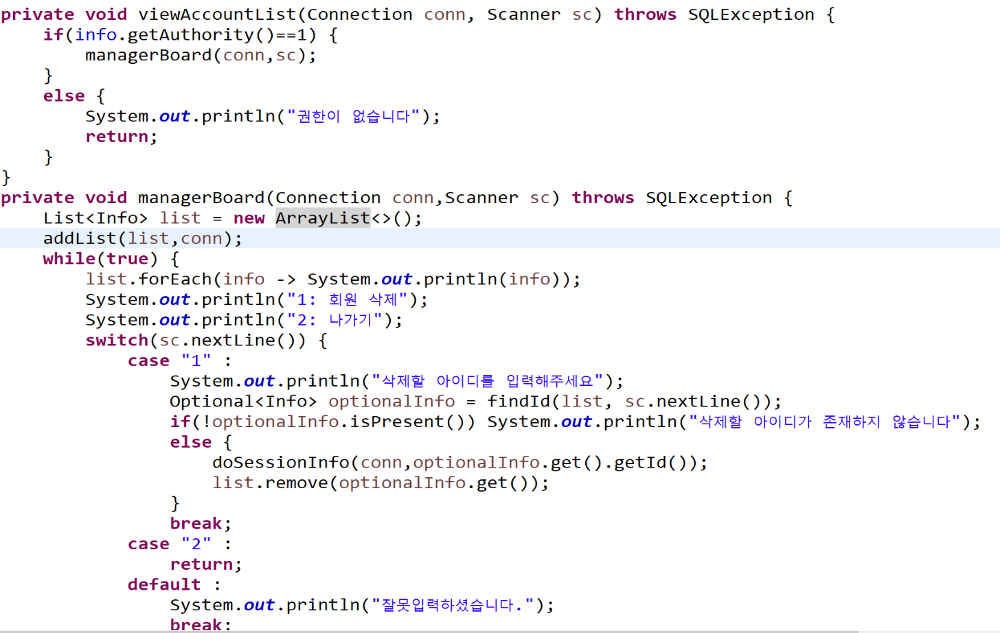 private void viewAccountList(Connection conn, Scanner sc) throws SQLException {
    if(info.getAuthority()==1) {
        managerBoard(conn,sc);
    }
    else {
        System.out.println("권한이 없습니다");
        return;
    }
}
private void managerBoard(Connection conn,Scanner sc) throws SQLException {
    List<Info> list = new ArrayList<>();
    addList(list,conn);
    while(true) {
        list.forEach(info -> System.out.println(info));
        System.out.println("1: 회원 삭제");
        System.out.println("2: 나가기");
        switch(sc.nextLine()) {
            case "1" :
                System.out.println("삭제할 아이디를 입력해주세요");
                Optional<Info> optionalInfo = findId(list, sc.nextLine());
                if(!optionalInfo.isPresent()) System.out.println("삭제할 아이디가 존재하지 않습니다");
                else {
                    doSessionInfo(conn,optionalInfo.get().getId());
                    list.remove(optionalInfo.get());
                }
                break;
            case "2" :
                return;
            default :
                System.out.println("잘못입력하셨습니다.");
                break;